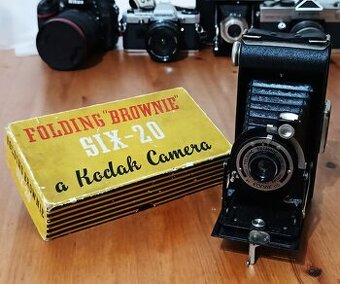 FOLDING "BROWNIE"
SIX-20
a Kodak Camera